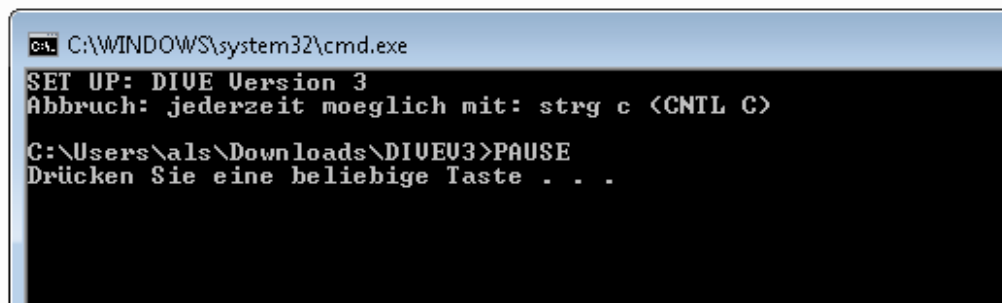 C:\WINDOWS\system32\cmd.exe
SET UP: DIVE Version 3
Abbruch: jederzeit moeglich mit: strg c (CNTL C)
C:\Users\als\Downloads\DIVEV3>PAUSE
Drücken Sie eine beliebige Taste . . .